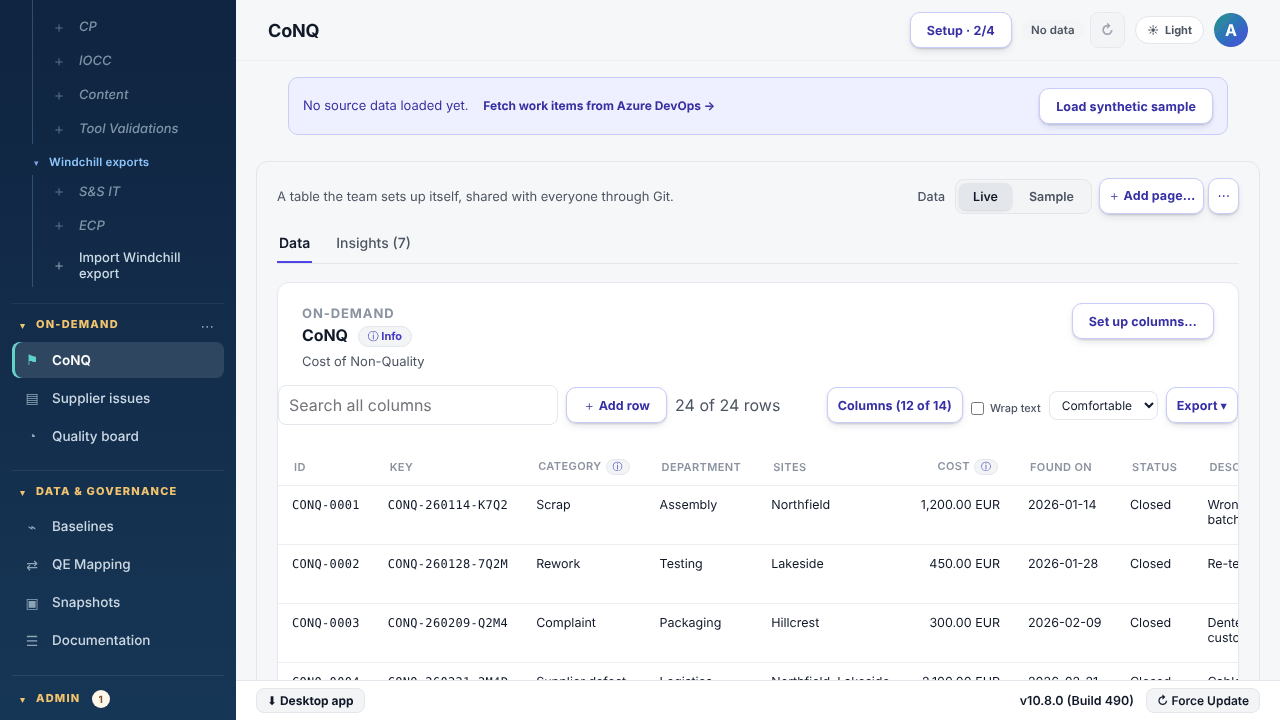 CP
IOCC
Content
Tool Validations
Windchill exports
S&S IT
ECP
Import Windchill
export
ON-DEMAND
CoNQ
Supplier issues
Quality board
DATA & GOVERNANCE
Baselines
QE Mapping
Snapshots
Documentation
ADMIN 1
CoNQ
Setup · 2/4 No data Light A
No source data loaded yet. Fetch work items from Azure DevOps → Load synthetic sample
A table the team sets up itself, shared with everyone through Git. Data Live Sample + Add page... ...
Data Insights (7)
ON-DEMAND
CoNQ ⓘ Info Set up columns...
Cost of Non-Quality
Search all columns + Add row 24 of 24 rows Columns (12 of 14) Wrap text Comfortable Export ▾
ID KEY CATEGORY ⓘ DEPARTMENT SITES COST ⓘ FOUND ON STATUS DESC
CONQ-0001 CONQ-260114-K7Q2 Scrap Assembly Northfield 1,200.00 EUR 2026-01-14 Closed Wron
batch
CONQ-0002 CONQ-260128-7Q2M Rework Testing Lakeside 450.00 EUR 2026-01-28 Closed Re-te
CONQ-0003 CONQ-260209-Q2M4 Complaint Packaging Hillcrest 300.00 EUR 2026-02-09 Closed Dente
custo
⬇ Desktop app v10.8.0 (Build 490) ↻ Force Update